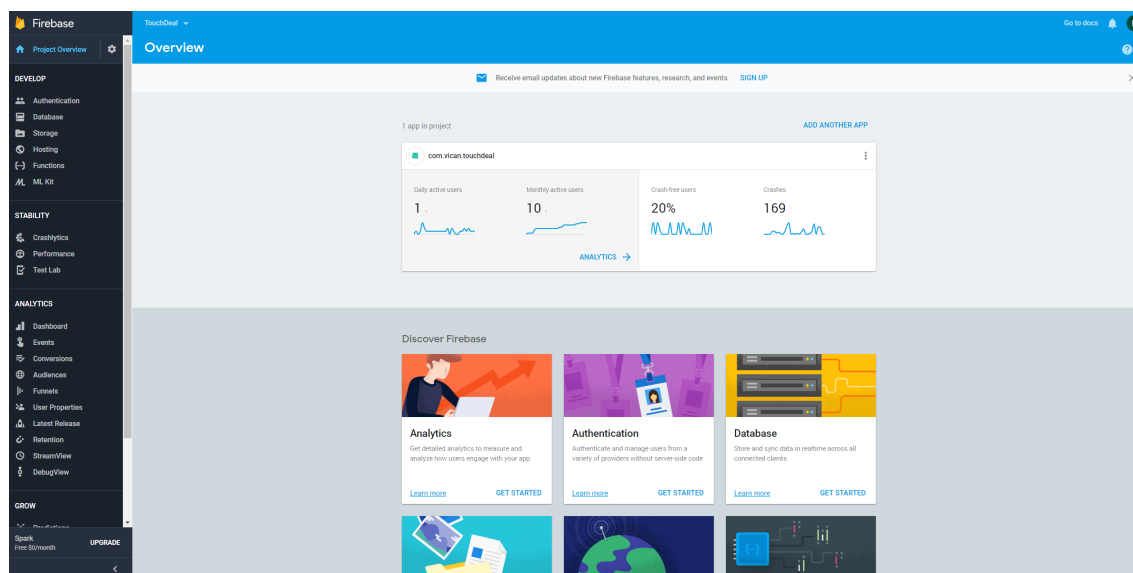 Firebase
Project Overview
DEVELOP
Authentication
Database
Storage
Hosting
Functions
ML Kit
STABILITY
Crashlytics
Performance
Test Lab
ANALYTICS
Dashboard
Events
Conversions
Audiences
Funnels
User Properties
Latest Release
Retention
StreamView
DebugView
GROW
Spark
Free $0/month
UPGRADE
TouchDeal
Go to docs
Overview
Receive email updates about new Firebase features, research, and events SIGN UP
1 app in project
ADD ANOTHER APP
com.vican.touchdeal
Daily active users
1
Monthly active users
10
Crash-free users
20%
Crashes
169
ANALYTICS
Discover Firebase
Analytics
Get detailed analytics to measure and
analyze how users engage with your app
Learn more GET STARTED
Authentication
Authenticate and manage users from a
variety of providers without server-side code
Learn more GET STARTED
Database
Store and sync data in realtime across all
connected clients
Learn more GET STARTED